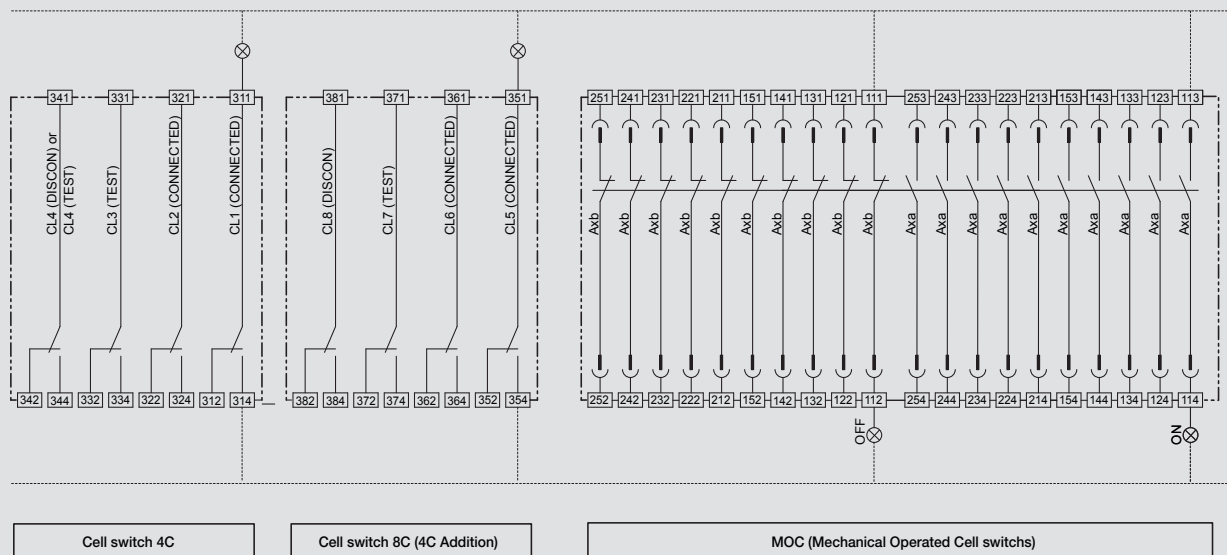 341 331 321 311 381 371 361 351 251 241 231 221 211 151 141 131 121 111 253 243 233 223 213 153 143 133 123 113
CL4 (DISCON) or
CL4 (TEST)
CL3 (TEST)
CL2 (CONNECTED)
CL1 (CONNECTED)
CL8 (DISCON)
CL7 (TEST)
CL6 (CONNECTED)
CL5 (CONNECTED)
Axb Axb Axb Axb Axb Axb Axb Axb Axb Axb Axa Axa Axa Axa Axa Axa Axa Axa Axa Axa
342 344 332 334 322 324 312 314 382 384 372 374 362 364 352 354 252 242 232 222 212 152 142 132 122 112 254 244 234 224 214 154 144 134 124 114
OFF
ON
Cell switch 4C
Cell switch 8C (4C Addition)
MOC (Mechanical Operated Cell switchs)